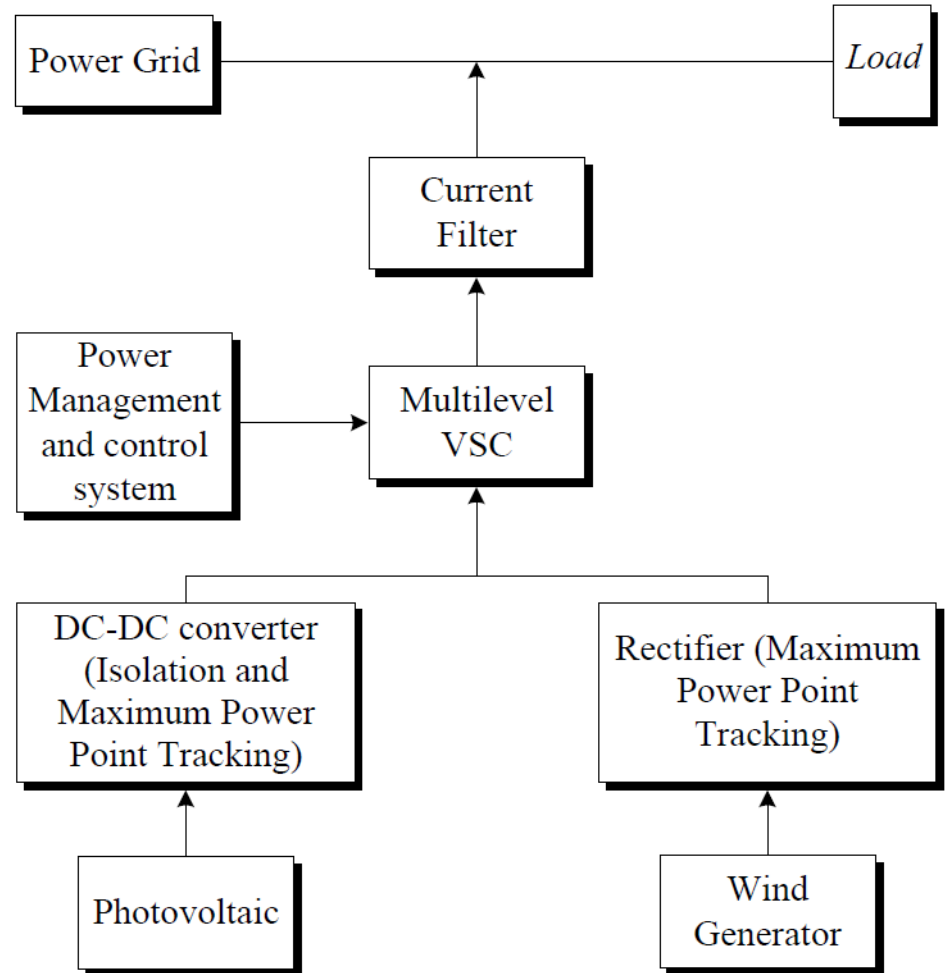 Power Grid
Load
Current
Filter
Power
Management
and control
system
Multilevel
VSC
DC-DC converter
(Isolation and
Maximum Power
Point Tracking)
Rectifier (Maximum
Power Point
Tracking)
Photovoltaic
Wind
Generator